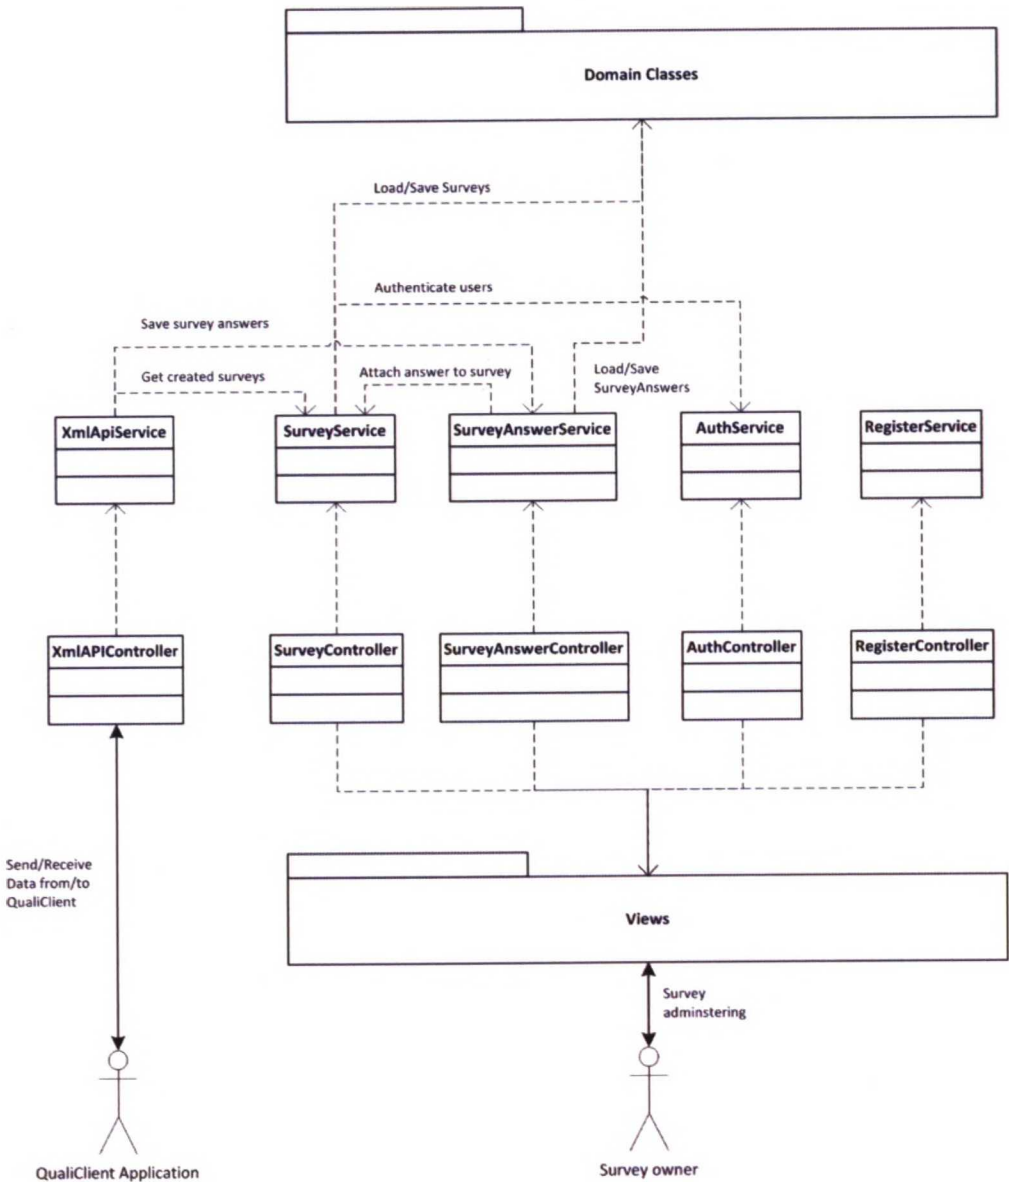 Domain Classes
Load/Save Surveys
Authenticate users
Save survey answers
Get created surveys
Attach answer to survey
Load/Save
SurveyAnswers
XmlApiService
SurveyService
SurveyAnswerService
AuthService
RegisterService
XmlAPIController
SurveyController
SurveyAnswerController
AuthController
RegisterController
Send/Receive
Data from/to
QualiClient
Views
Survey
adminstering
QualiClient Application
Survey owner